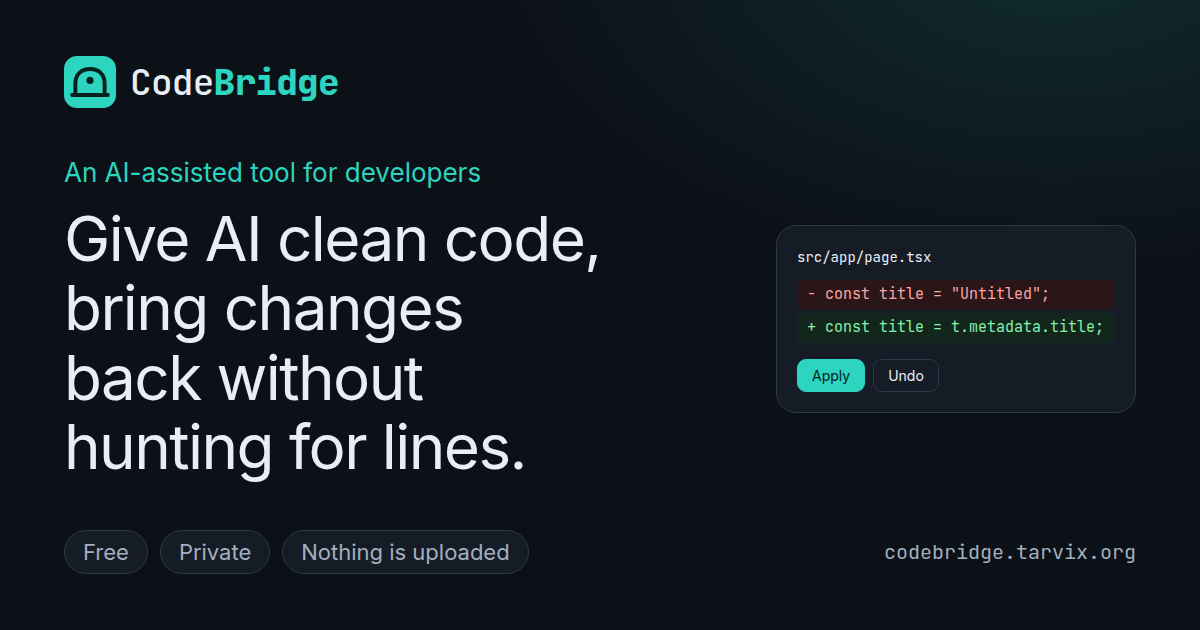 CodeBridge
An AI-assisted tool for developers
Give AI clean code,
bring changes
back without
hunting for lines.
src/app/page.tsx
- const title = "Untitled";
+ const title = t.metadata.title;
Apply Undo
Free Private Nothing is uploaded
codebridge.tarvix.org